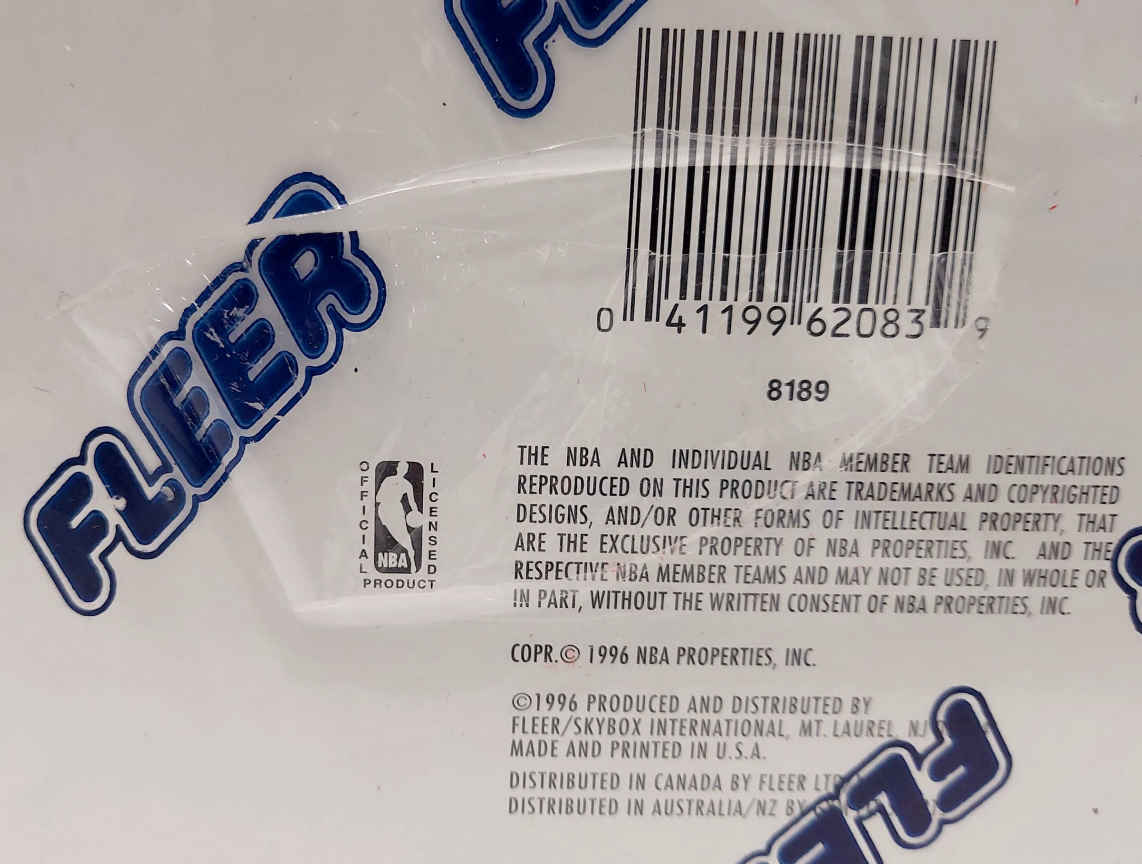 FLEER
0 41199 62083 9
8189
FLEER
OFFICIAL LICENSED
NBA
PRODUCT
THE NBA AND INDIVIDUAL NBA MEMBER TEAM IDENTIFICATIONS
REPRODUCED ON THIS PRODUCT ARE TRADEMARKS AND COPYRIGHTED
DESIGNS, AND/OR OTHER FORMS OF INTELLECTUAL PROPERTY, THAT
ARE THE EXCLUSIVE PROPERTY OF NBA PROPERTIES, INC. AND THE
RESPECTIVE NBA MEMBER TEAMS AND MAY NOT BE USED, IN WHOLE OR
IN PART, WITHOUT THE WRITTEN CONSENT OF NBA PROPERTIES, INC.
COPR.© 1996 NBA PROPERTIES, INC.
©1996 PRODUCED AND DISTRIBUTED BY
FLEER/SKYBOX INTERNATIONAL, MT. LAUREL, NJ
MADE AND PRINTED IN U.S.A.
DISTRIBUTED IN CANADA BY FLEER LTD
DISTRIBUTED IN AUSTRALIA/NZ BY
FLE